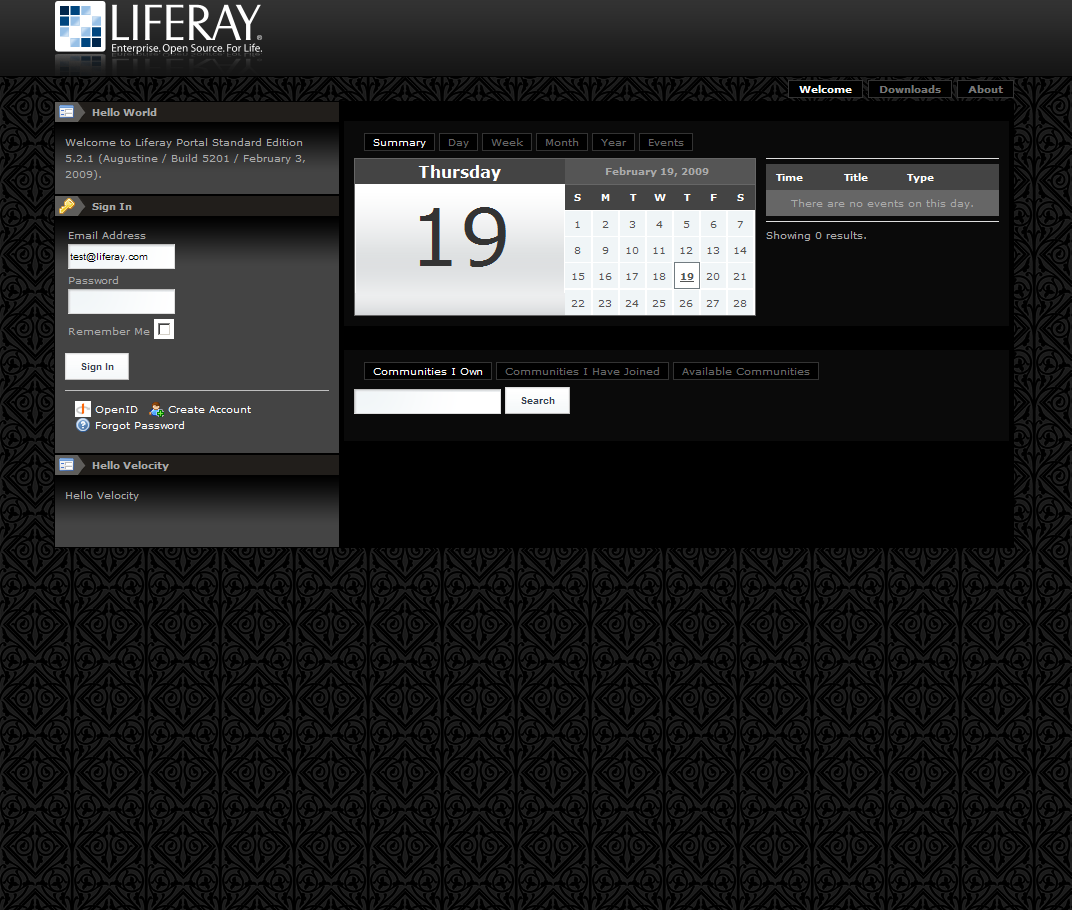 LIFERAY®
Enterprise. Open Source. For Life.
Welcome Downloads About
Hello World
Welcome to Liferay Portal Standard Edition
5.2.1 (Augustine / Build 5201 / February 3,
2009).
Sign In
Email Address
test@liferay.com
Password
Remember Me
Sign In
OpenID Create Account
Forgot Password
Hello Velocity
Hello Velocity
Summary Day Week Month Year Events
Thursday
19
February 19, 2009
S M T W T F S
1 2 3 4 5 6 7
8 9 10 11 12 13 14
15 16 17 18 19 20 21
22 23 24 25 26 27 28
Time Title Type
There are no events on this day.
Showing 0 results.
Communities I Own Communities I Have Joined Available Communities
Search